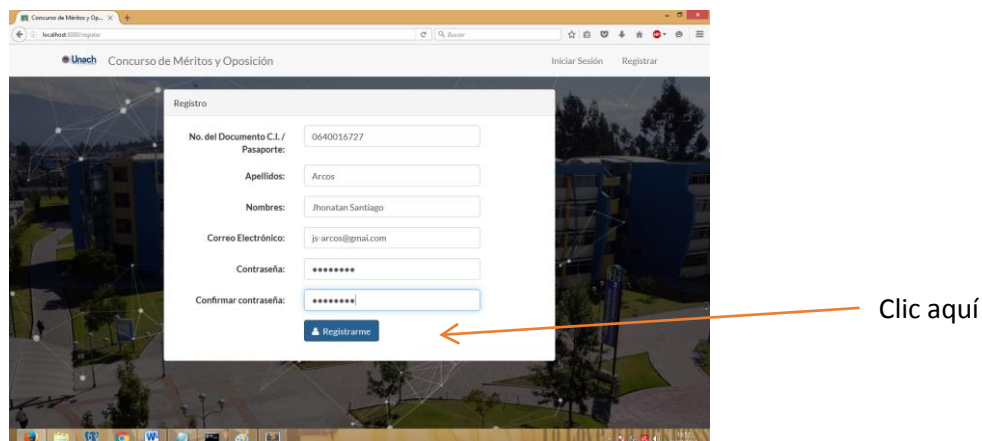 Concurso de Méritos y Op...
localhost:8000/register
Buscar
Unach Concurso de Méritos y Oposición Iniciar Sesión Registrar
Registro
No. del Documento C.I. /
Pasaporte: 0640016727
Apellidos: Arcos
Nombres: Jhonatan Santiago
Correo Electrónico: js-arcos@gmai.com
Contraseña: ●●●●●●●●
Confirmar contraseña: ●●●●●●●●
Registrarme
Clic aquí